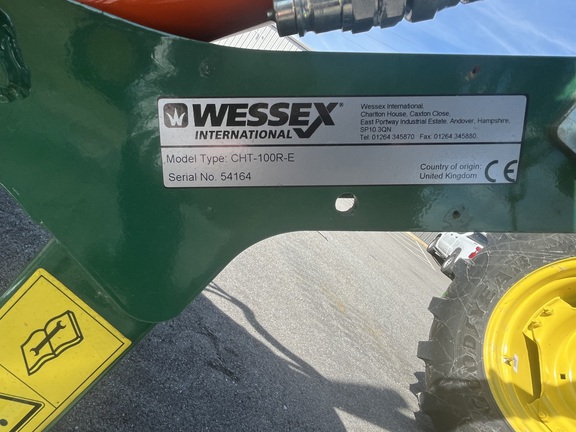 WESSEX®
INTERNATIONAL
Wessex International.
Charlton House, Caxton Close.
East Portway Industrial Estate. Andover, Hampshire,
SP10 3QN
Tel: 01264 345870 Fax: 01264 345880.
Model Type: CHT-100R-E
Serial No. 54164
Country of origin:
United Kingdom CE